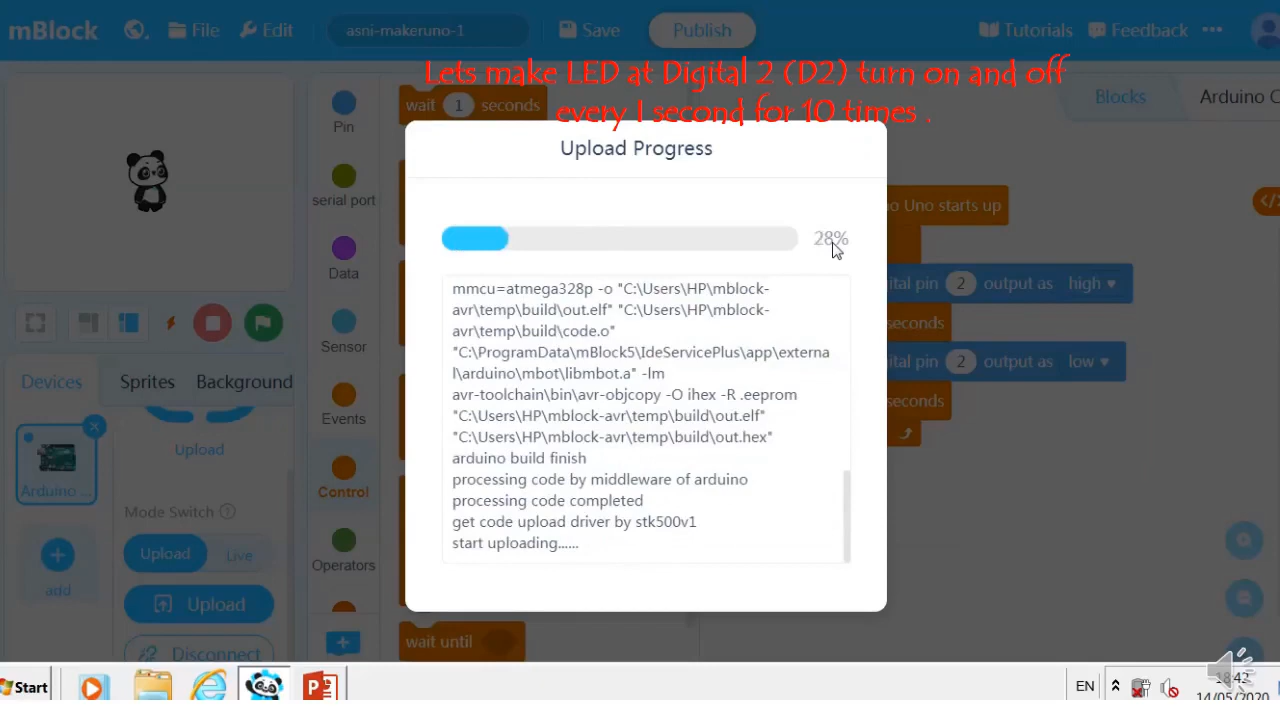 mBlock
File
Edit
asni-makeruno-1
Save
Publish
Tutorials
Feedback
Lets make LED at Digital 2 (D2) turn on and off
every 1 second for 10 times .
Pin
serial port
Data
Sensor
Events
Control
Operators
wait 1 seconds
wait until
Blocks
Arduino C
Upload Progress
28%
mmcu=atmega328p -o "C:\Users\HP\mblock-
avr\temp\build\out.elf" "C:\Users\HP\mblock-
avr\temp\build\code.o"
"C:\ProgramData\mBlock5\IdeServicePlus\app\externa
l\arduino\mbot\libmbot.a" -lm
avr-toolchain\bin\avr-objcopy -O ihex -R .eeprom
"C:\Users\HP\mblock-avr\temp\build\out.elf"
"C:\Users\HP\mblock-avr\temp\build\out.hex"
arduino build finish
processing code by middleware of arduino
processing code completed
get code upload driver by stk500v1
start uploading......
o Uno starts up
ital pin 2 output as high
seconds
ital pin 2 output as low
seconds
Devices
Sprites
Background
Arduino ...
add
Upload
Mode Switch
Upload
Live
Upload
Disconnect
Start
EN
18:42
14/05/2020